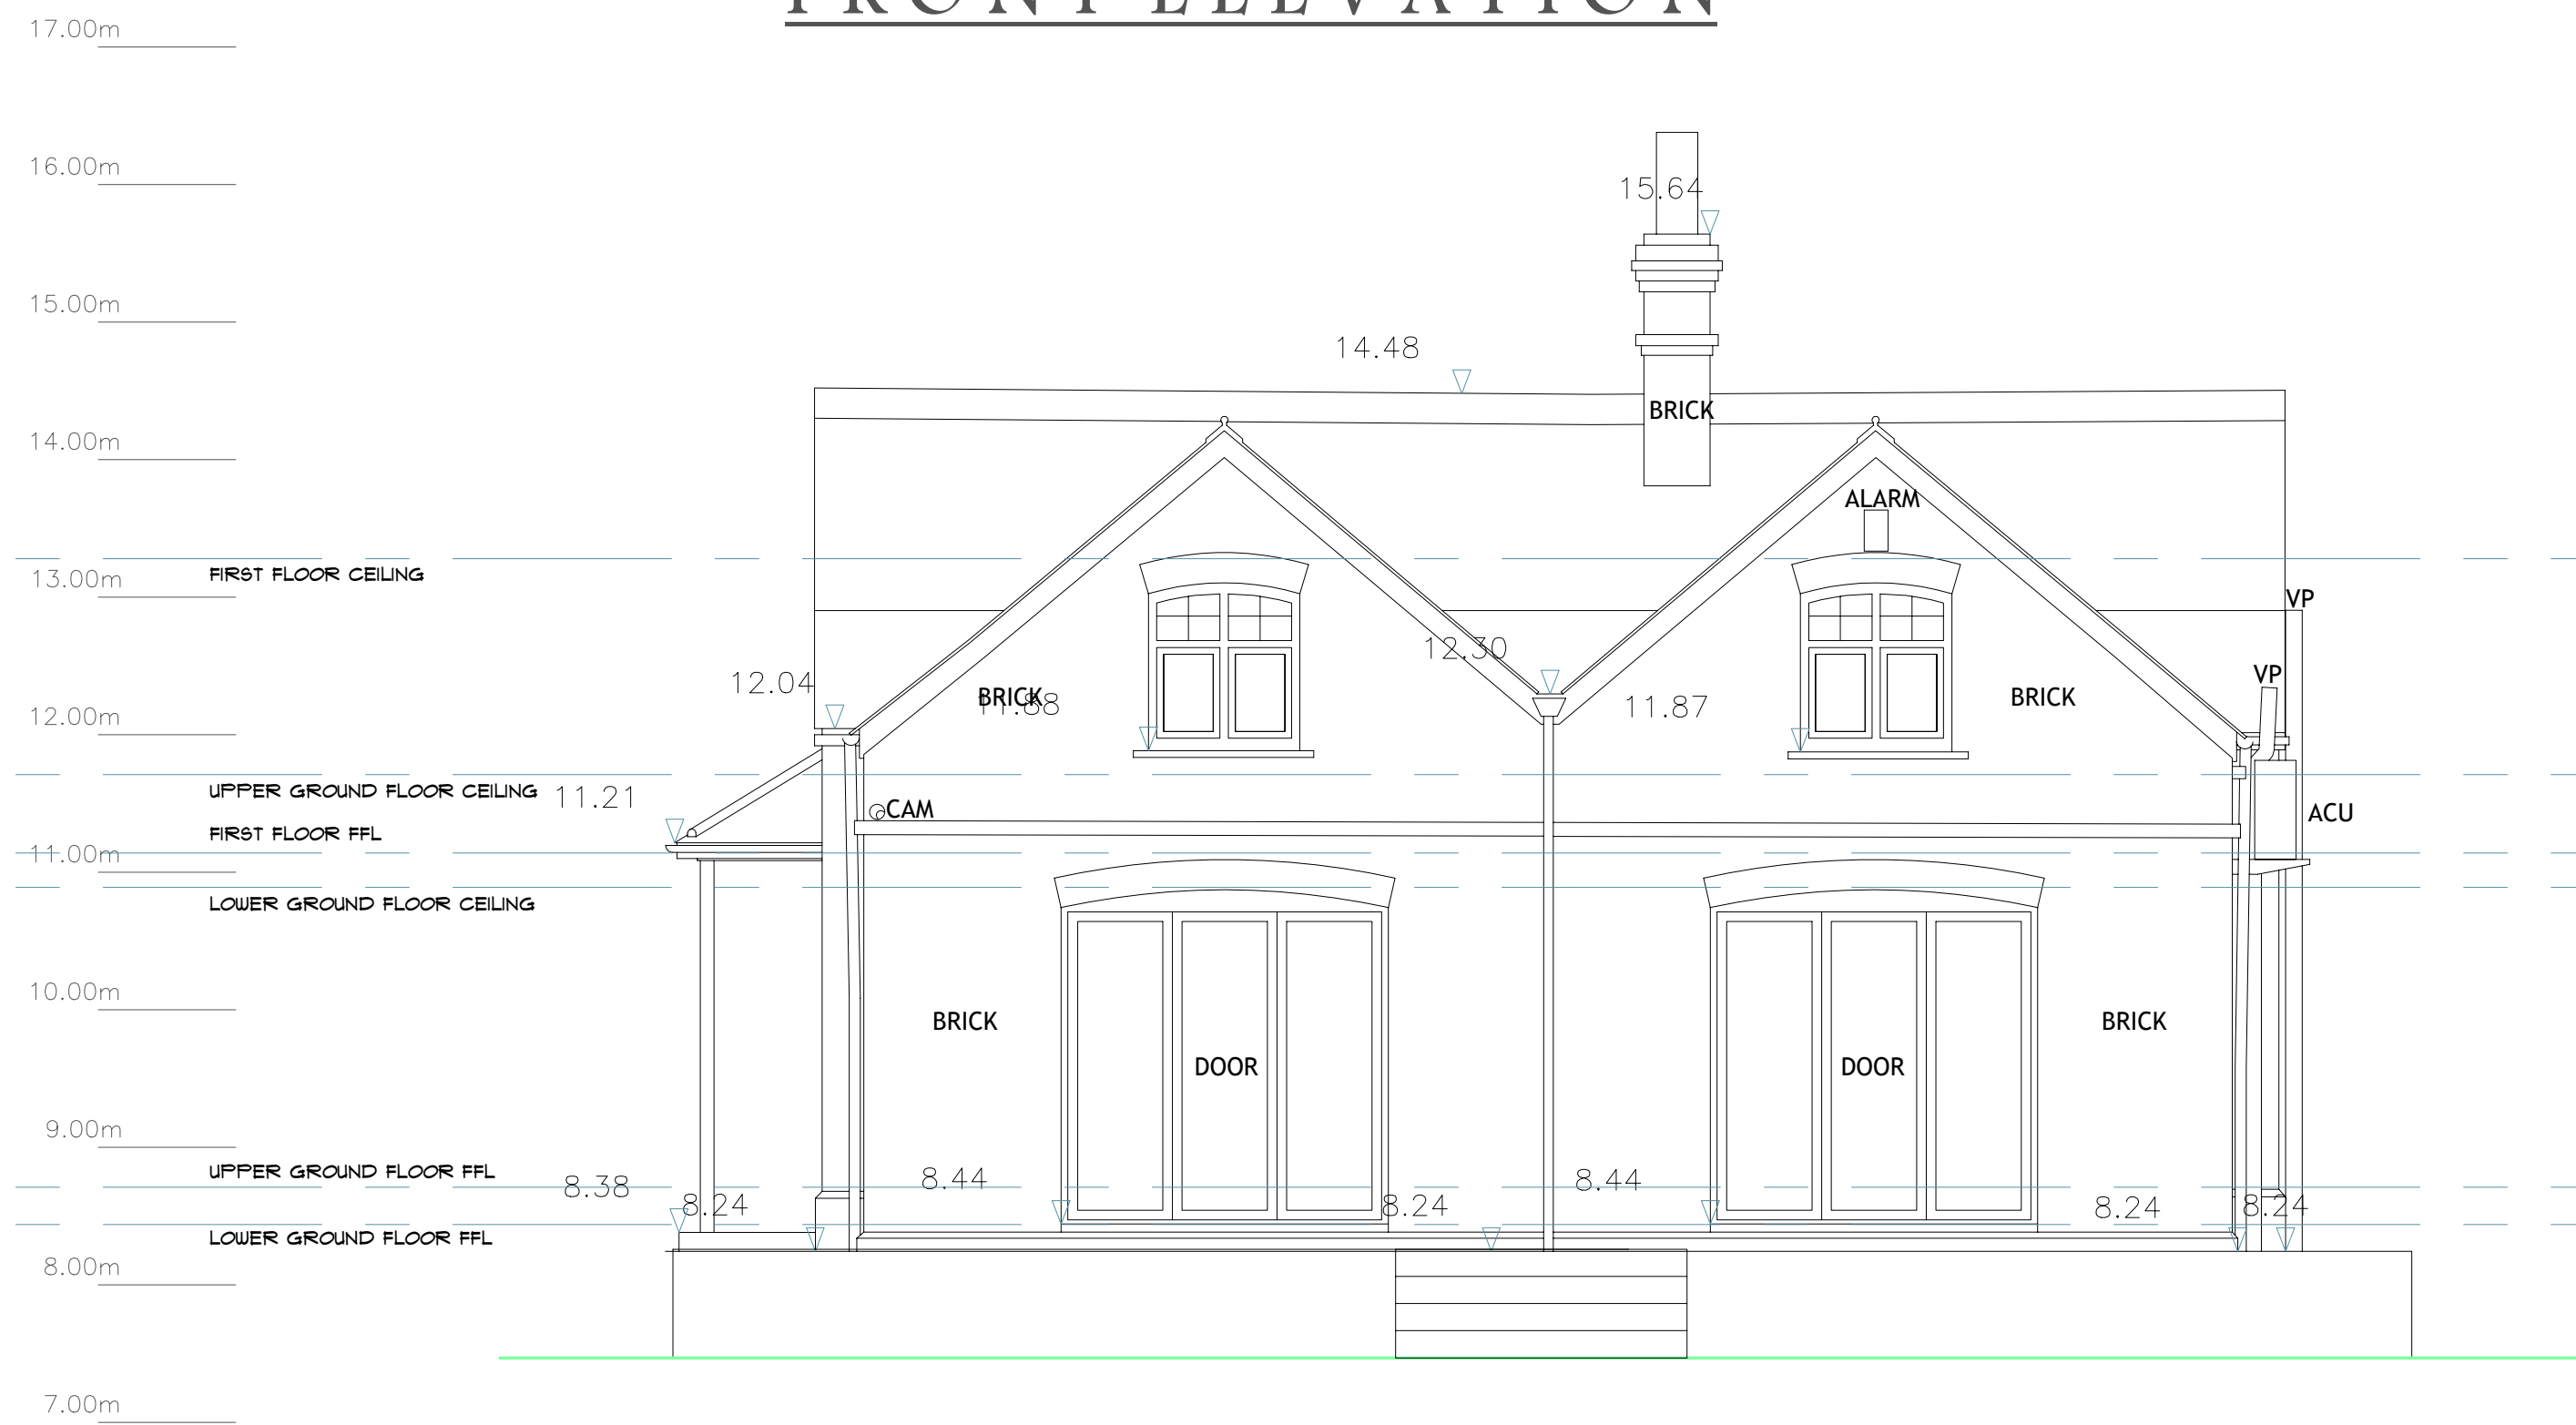 FRONT ELEVATION
17.00m
16.00m
15.64
15.00m
14.48
14.00m
BRICK
ALARM
FIRST FLOOR CEILING
13.00m
VP
12.30
VP
12.04
BRICK
11.88
11.87
BRICK
12.00m
UPPER GROUND FLOOR CEILING
11.21
CAM
ACU
FIRST FLOOR FFL
11.00m
LOWER GROUND FLOOR CEILING
10.00m
BRICK
BRICK
DOOR
DOOR
9.00m
UPPER GROUND FLOOR FFL
8.38
8.24
8.44
8.24
8.44
8.24
8.24
LOWER GROUND FLOOR FFL
8.00m
7.00m